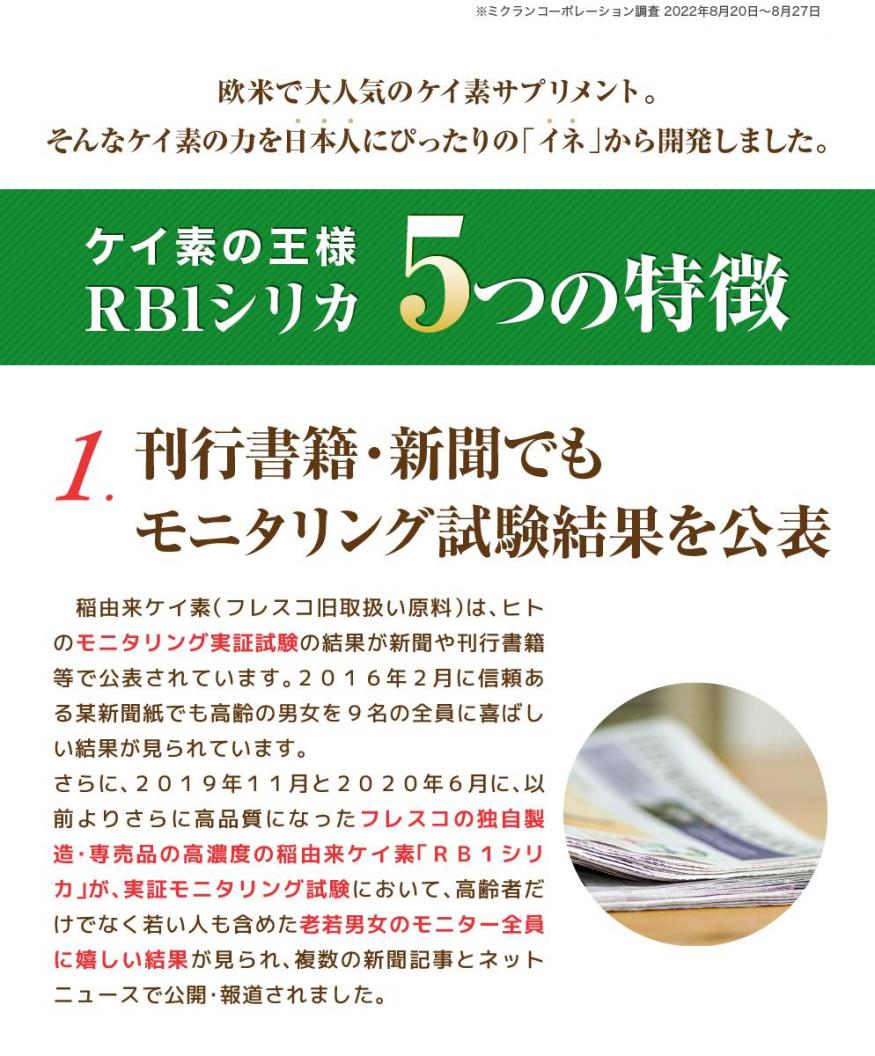 ※ミクランコーポレーション調査 2022年8月20日～8月27日
欧米で大人気のケイ素サプリメント。
そんなケイ素の力を日本人にぴったりの「イネ」から開発しました。
ケイ素の王様
RB1シリカ
5つの特徴
1.
刊行書籍・新聞でも
モニタリング試験結果を公表
稲由来ケイ素(フレスコ旧取扱い原料)は、ヒト
のモニタリング実証試験の結果が新聞や刊行書籍
等で公表されています。２０１６年２月に信頼あ
る某新聞紙でも高齢の男女を９名の全員に喜ばし
い結果が見られています。
さらに、２０１９年１１月と２０２０年６月に、以
前よりさらに高品質になったフレスコの独自製
造・専売品の高濃度の稲由来ケイ素「ＲＢ１シリ
カ」が、実証モニタリング試験において、高齢者だ
けでなく若い人も含めた老若男女のモニター全員
に嬉しい結果が見られ、複数の新聞記事とネット
ニュースで公開・報道されました。